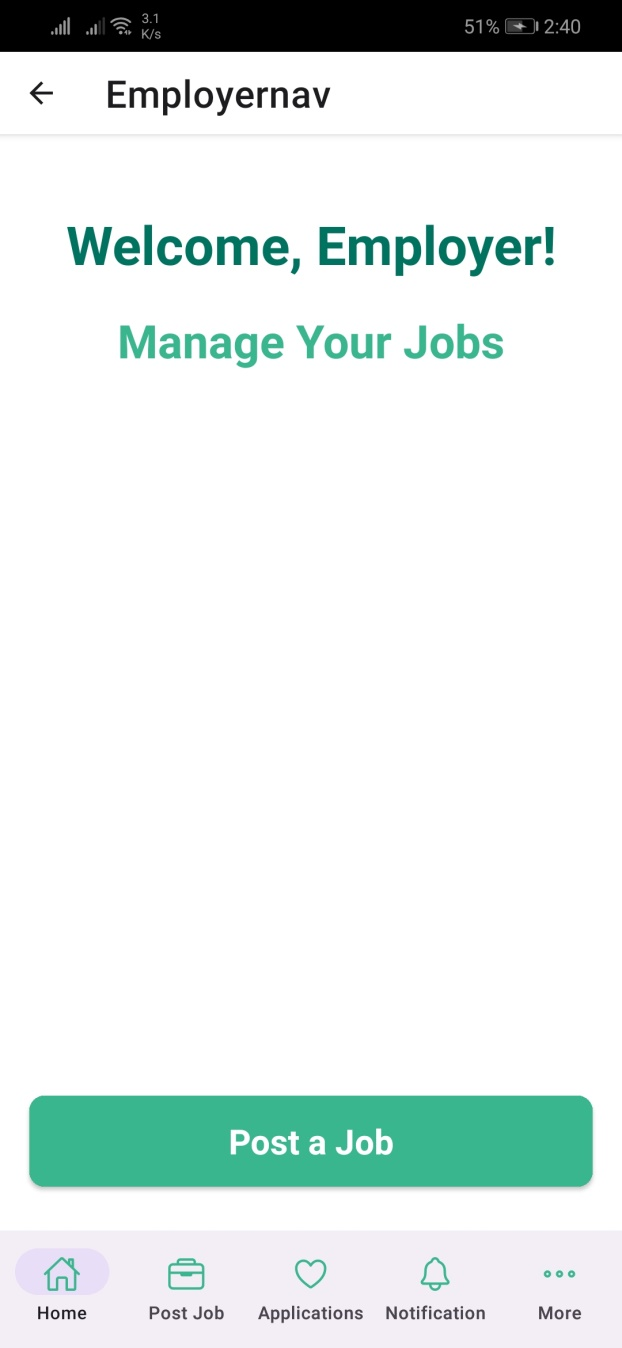 3.1
K/s
51%
2:40
Employernav
Welcome, Employer!
Manage Your Jobs
Post a Job
Home
Post Job
Applications
Notification
More